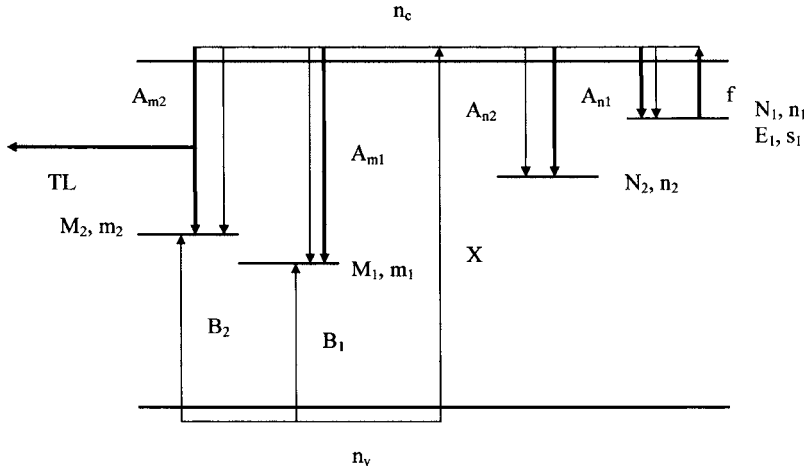 n_c
A_m2
A_m1
A_n2
A_n1
f
N_1, n_1
E_1, s_1
TL
N_2, n_2
M_2, m_2
M_1, m_1
X
B_2
B_1
n_v